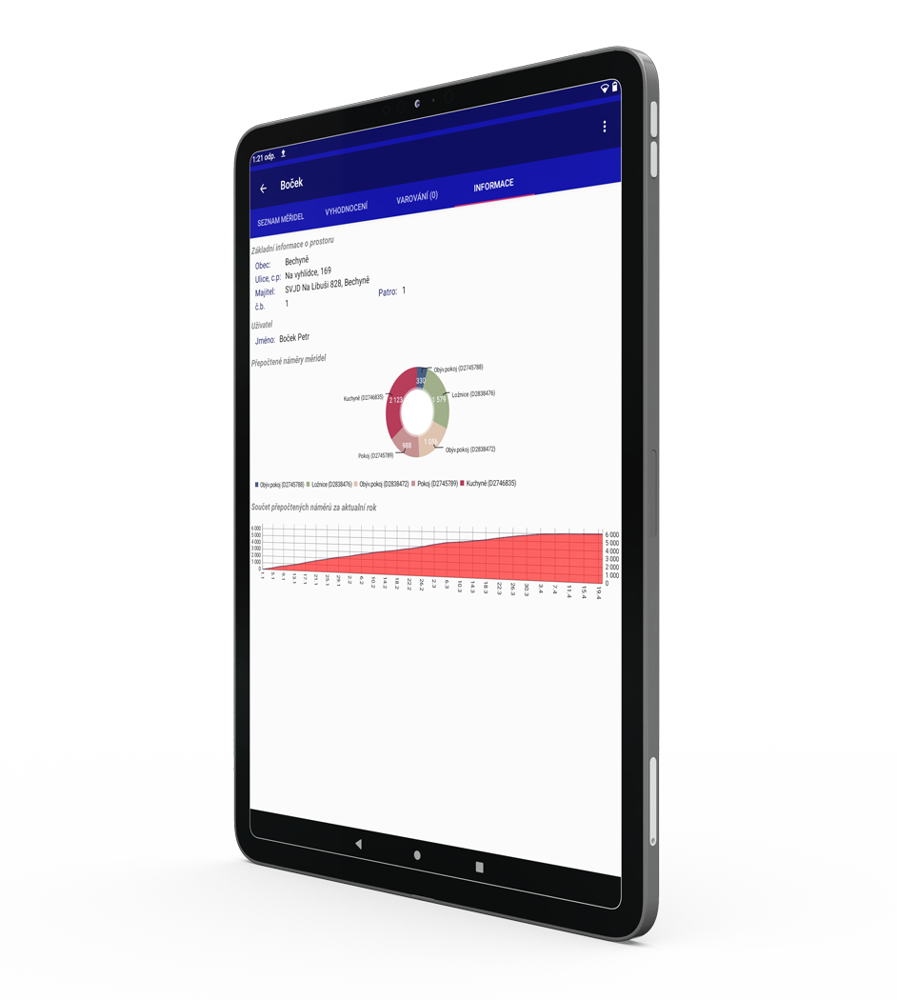 1:21 odp.
Boček
SEZNAM MĚŘIDEL VYHODNOCENÍ VAROVÁNÍ (0) INFORMACE
Základní informace o prostoru
Obec: Bechyně
Ulice, c.p: Na vyhlídce, 169
Majitel: SVJD Na Libuši 828, Bechyně
č.b. 1 Patro: 1
Uživatel
Jméno: Boček Petr
Přepočtené náměry měridel
330 Obýv.pokoj (D2745788)
1 579 Ložnice (D2838476)
Kuchyně (D2746835) 2 123
Obýv.pokoj (D2838472)
Pokoj (D2745789) 988
Obýv.pokoj (D2745788) Ložnice (D2838476) Obýv.pokoj (D2838472) Pokoj (D2745789) Kuchyně (D2746835)
Součet přepočtených náměrů za aktualní rok
6 000 6 000
5 000 5 000
4 000 4 000
3 000 3 000
2 000 2 000
1 000 1 000
0 0
1.1 5.1 9.1 13.1 17.1 21.1 25.1 29.1 2.2 6.2 10.2 14.2 18.2 22.2 26.2 2.3 6.3 10.3 14.3 18.3 22.3 26.3 30.3 3.4 7.4 11.4 15.4 19.4